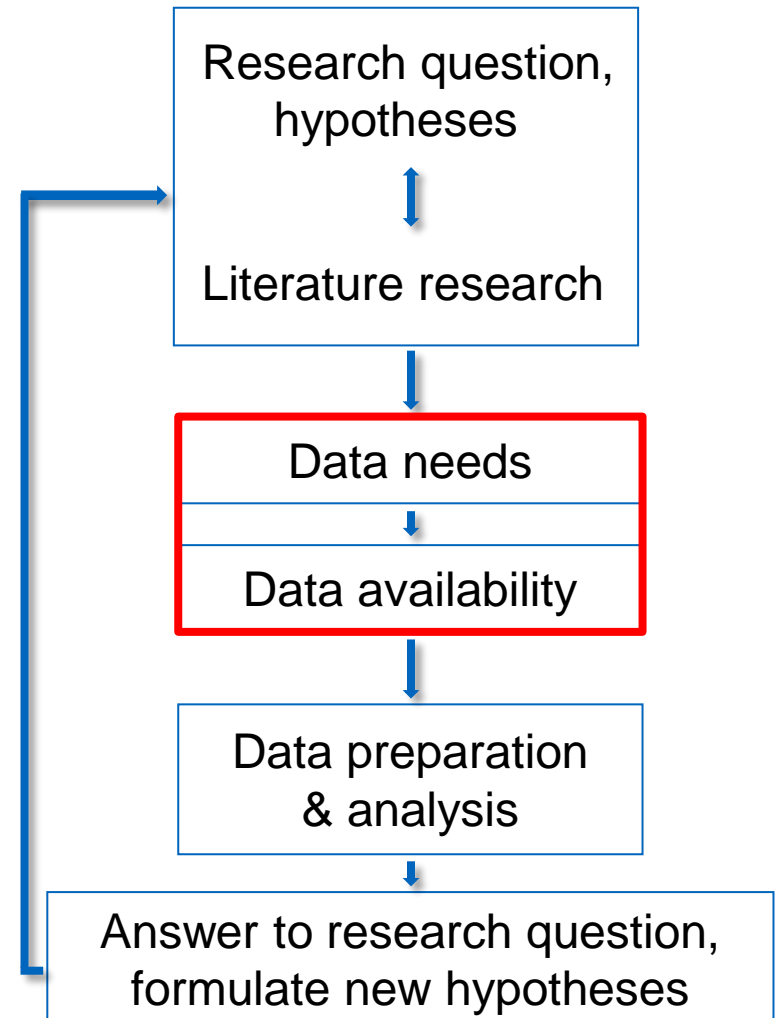 Research question,
hypotheses
Literature research
Data needs
Data availability
Data preparation
& analysis
Answer to research question,
formulate new hypotheses